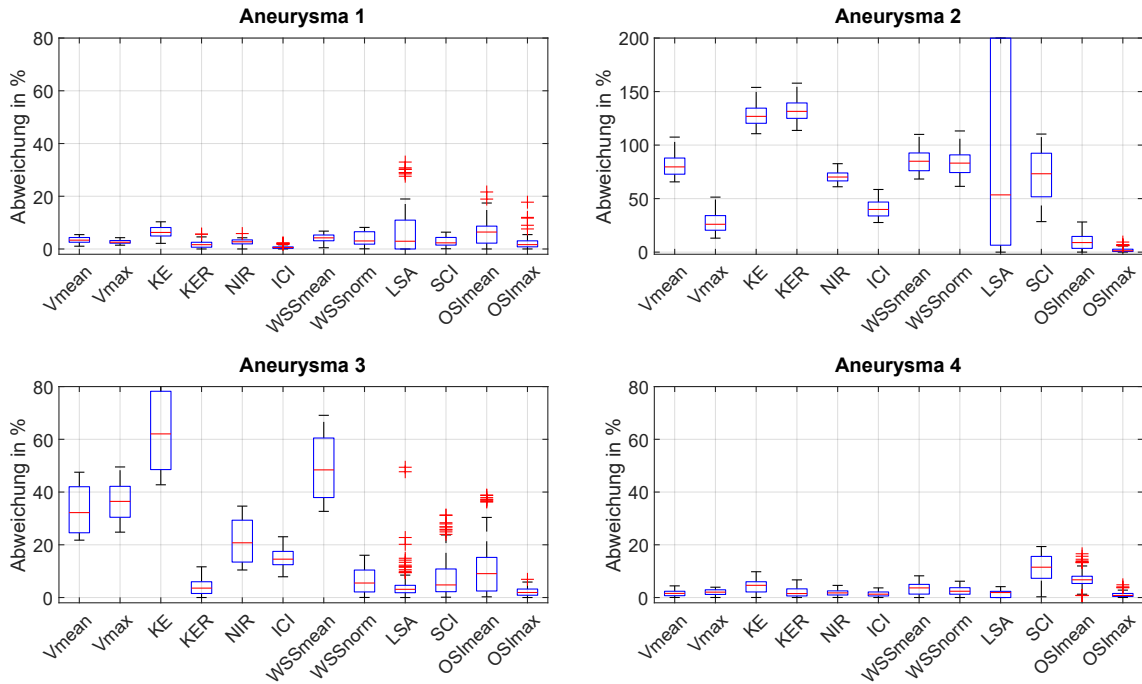 Aneurysma 1
Abweichung in %
80
60
40
20
0
Vmean
Vmax
KE
KER
NIR
ICI
WSSmean
WSSnorm
LSA
SCI
OSImean
OSImax
Aneurysma 2
Abweichung in %
200
150
100
50
0
Vmean
Vmax
KE
KER
NIR
ICI
WSSmean
WSSnorm
LSA
SCI
OSImean
OSImax
Aneurysma 3
Abweichung in %
80
60
40
20
0
Vmean
Vmax
KE
KER
NIR
ICI
WSSmean
WSSnorm
LSA
SCI
OSImean
OSImax
Aneurysma 4
Abweichung in %
80
60
40
20
0
Vmean
Vmax
KE
KER
NIR
ICI
WSSmean
WSSnorm
LSA
SCI
OSImean
OSImax